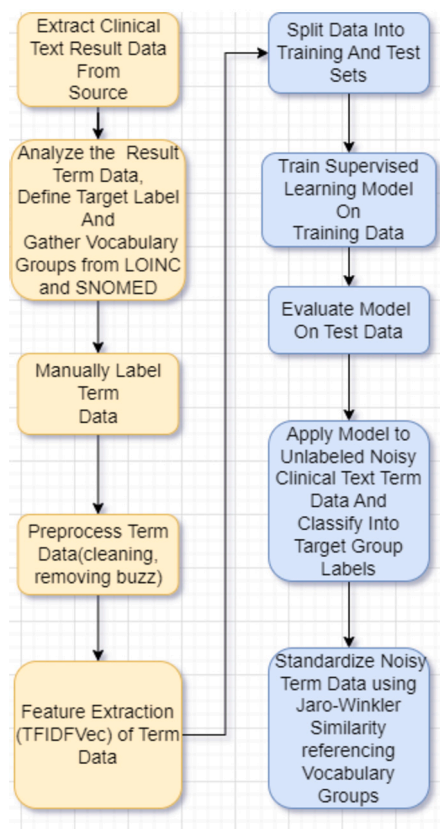 Extract Clinical
Text Result Data
From
Source
Analyze the Result
Term Data,
Define Target Label
And
Gather Vocabulary
Groups from LOINC
and SNOMED
Manually Label
Term
Data
Preprocess Term
Data(cleaning,
removing buzz)
Feature Extraction
(TFIDFVec) of Term
Data
Split Data Into
Training And Test
Sets
Train Supervised
Learning Model
On
Training Data
Evaluate Model
On Test Data
Apply Model to
Unlabeled Noisy
Clinical Text Term
Data And
Classify Into
Target Group
Labels
Standardize Noisy
Term Data using
Jaro-Winkler
Similarity
referencing
Vocabulary
Groups